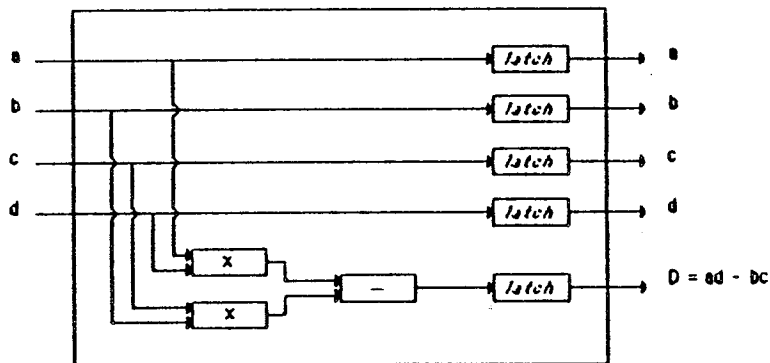 a latch a
b latch b
c latch c
d latch d
x
− latch D = ad - bc
x